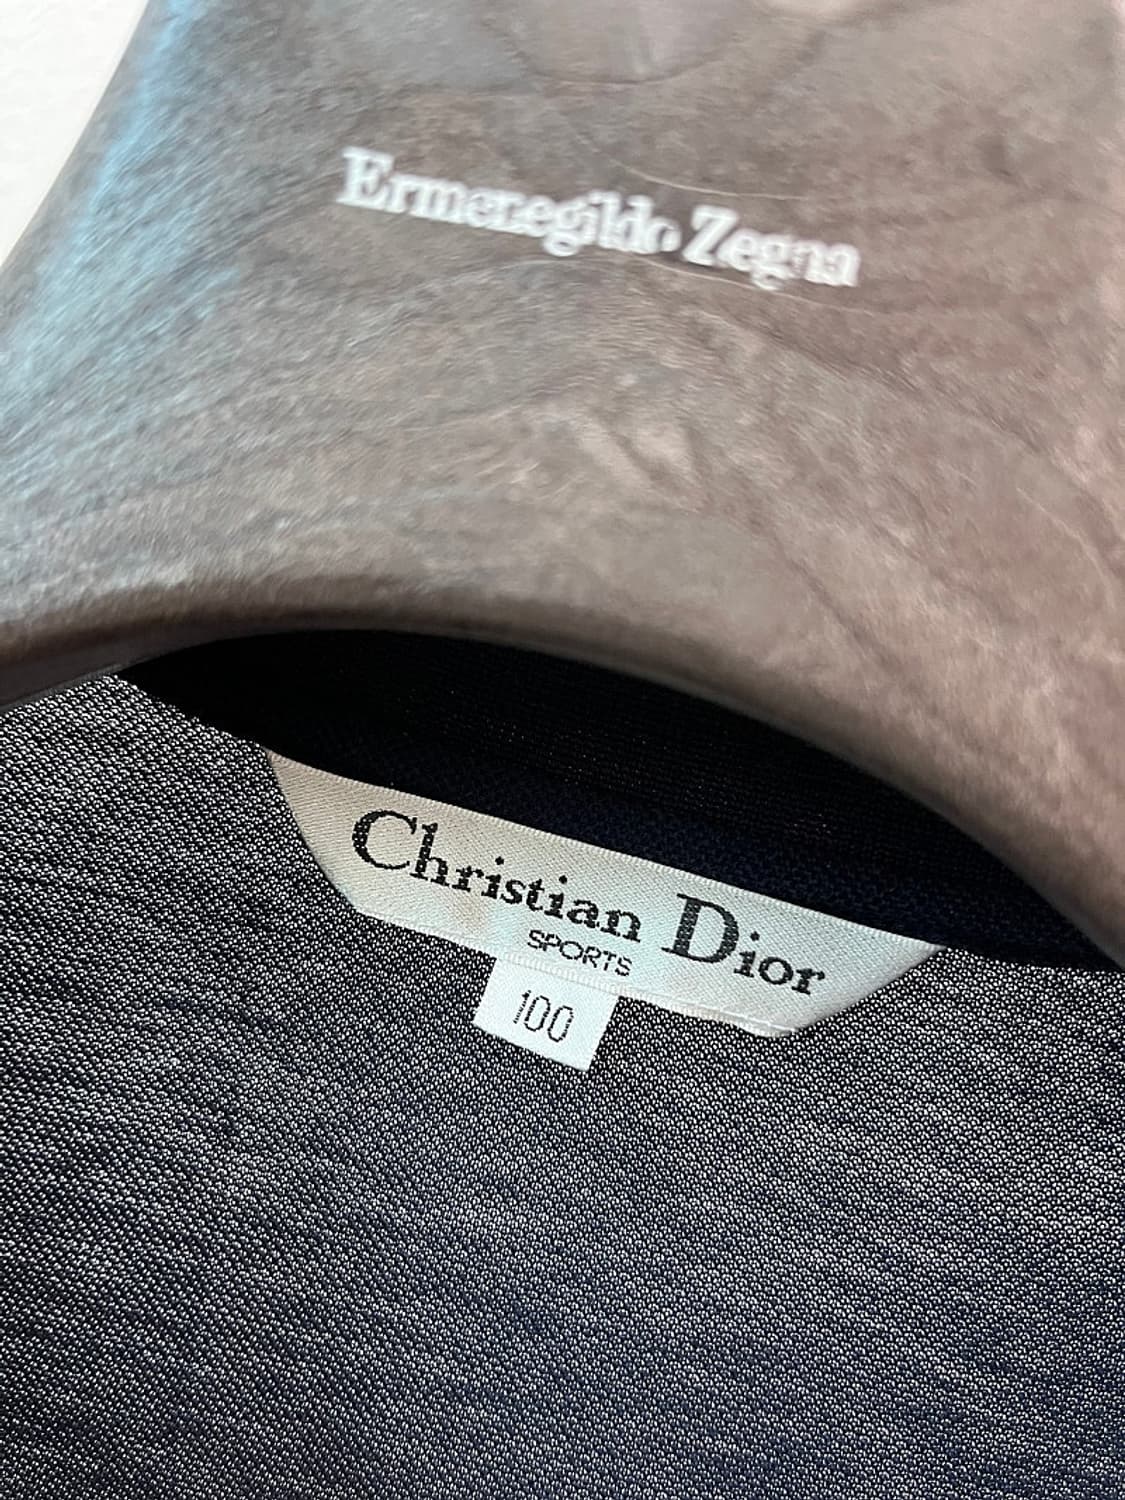 Ermenegildo Zegna
Christian Dior
SPORTS
100